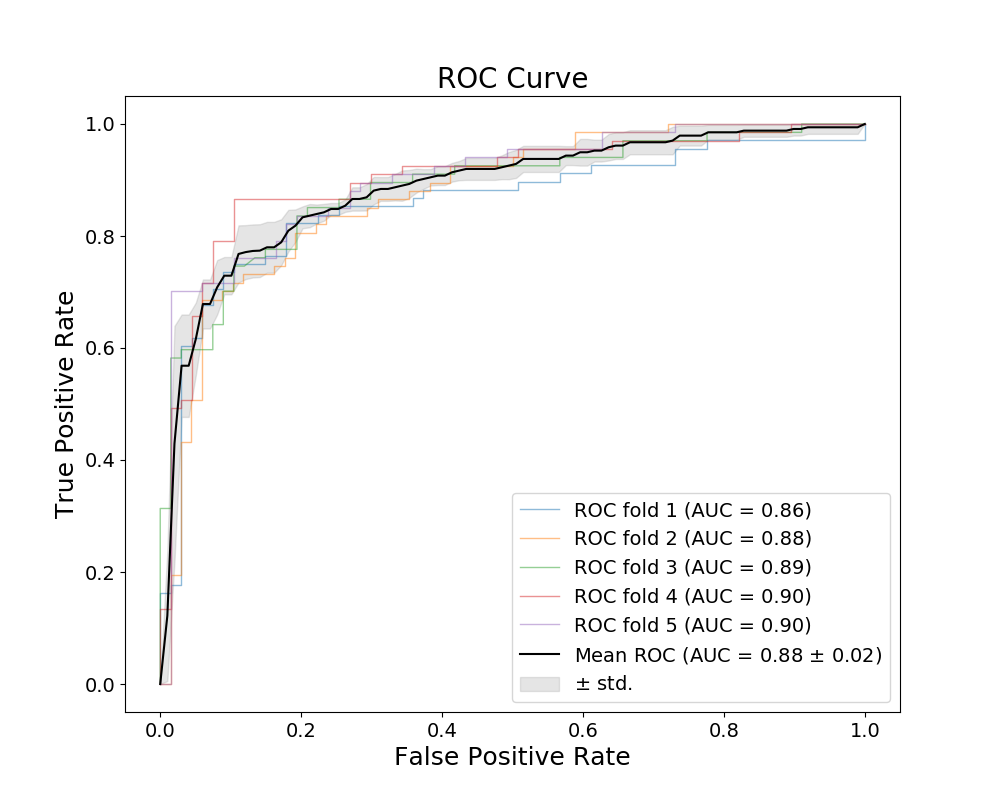 ROC Curve
True Positive Rate
1.0
0.8
0.6
0.4
0.2
0.0
ROC fold 1 (AUC = 0.86)
ROC fold 2 (AUC = 0.88)
ROC fold 3 (AUC = 0.89)
ROC fold 4 (AUC = 0.90)
ROC fold 5 (AUC = 0.90)
Mean ROC (AUC = 0.88 ± 0.02)
± std.
0.0 0.2 0.4 0.6 0.8 1.0
False Positive Rate